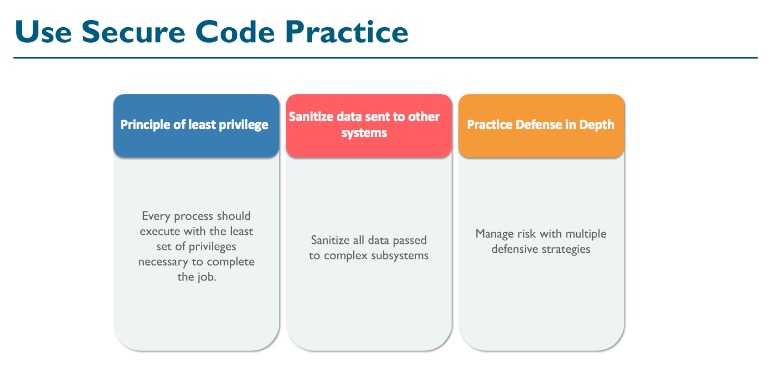 Use Secure Code Practice
Principle of least privilege
Every process should
execute with the least
set of privileges
necessary to complete
the job.
Sanitize data sent to other
systems
Sanitize all data passed
to complex subsystems
Practice Defense in Depth
Manage risk with multiple
defensive strategies